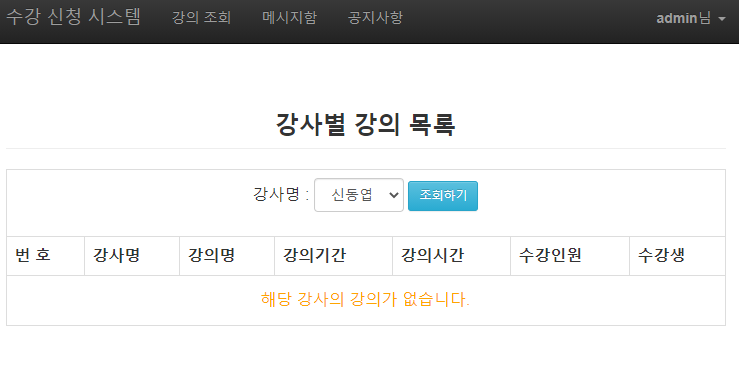 수강 신청 시스템 강의 조회 메시지함 공지사항 admin님
강사별 강의 목록
강사명 : 신동엽 조회하기
번 호 강사명 강의명 강의기간 강의시간 수강인원 수강생
해당 강사의 강의가 없습니다.